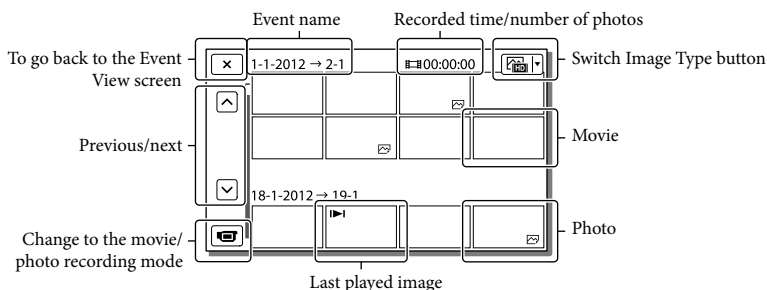 Event name
Recorded time/number of photos
To go back to the Event
View screen
1-1-2012 → 2-1
00:00:00
HD
Switch Image Type button
Previous/next
Movie
18-1-2012 → 19-1
Change to the movie/
photo recording mode
Photo
Last played image